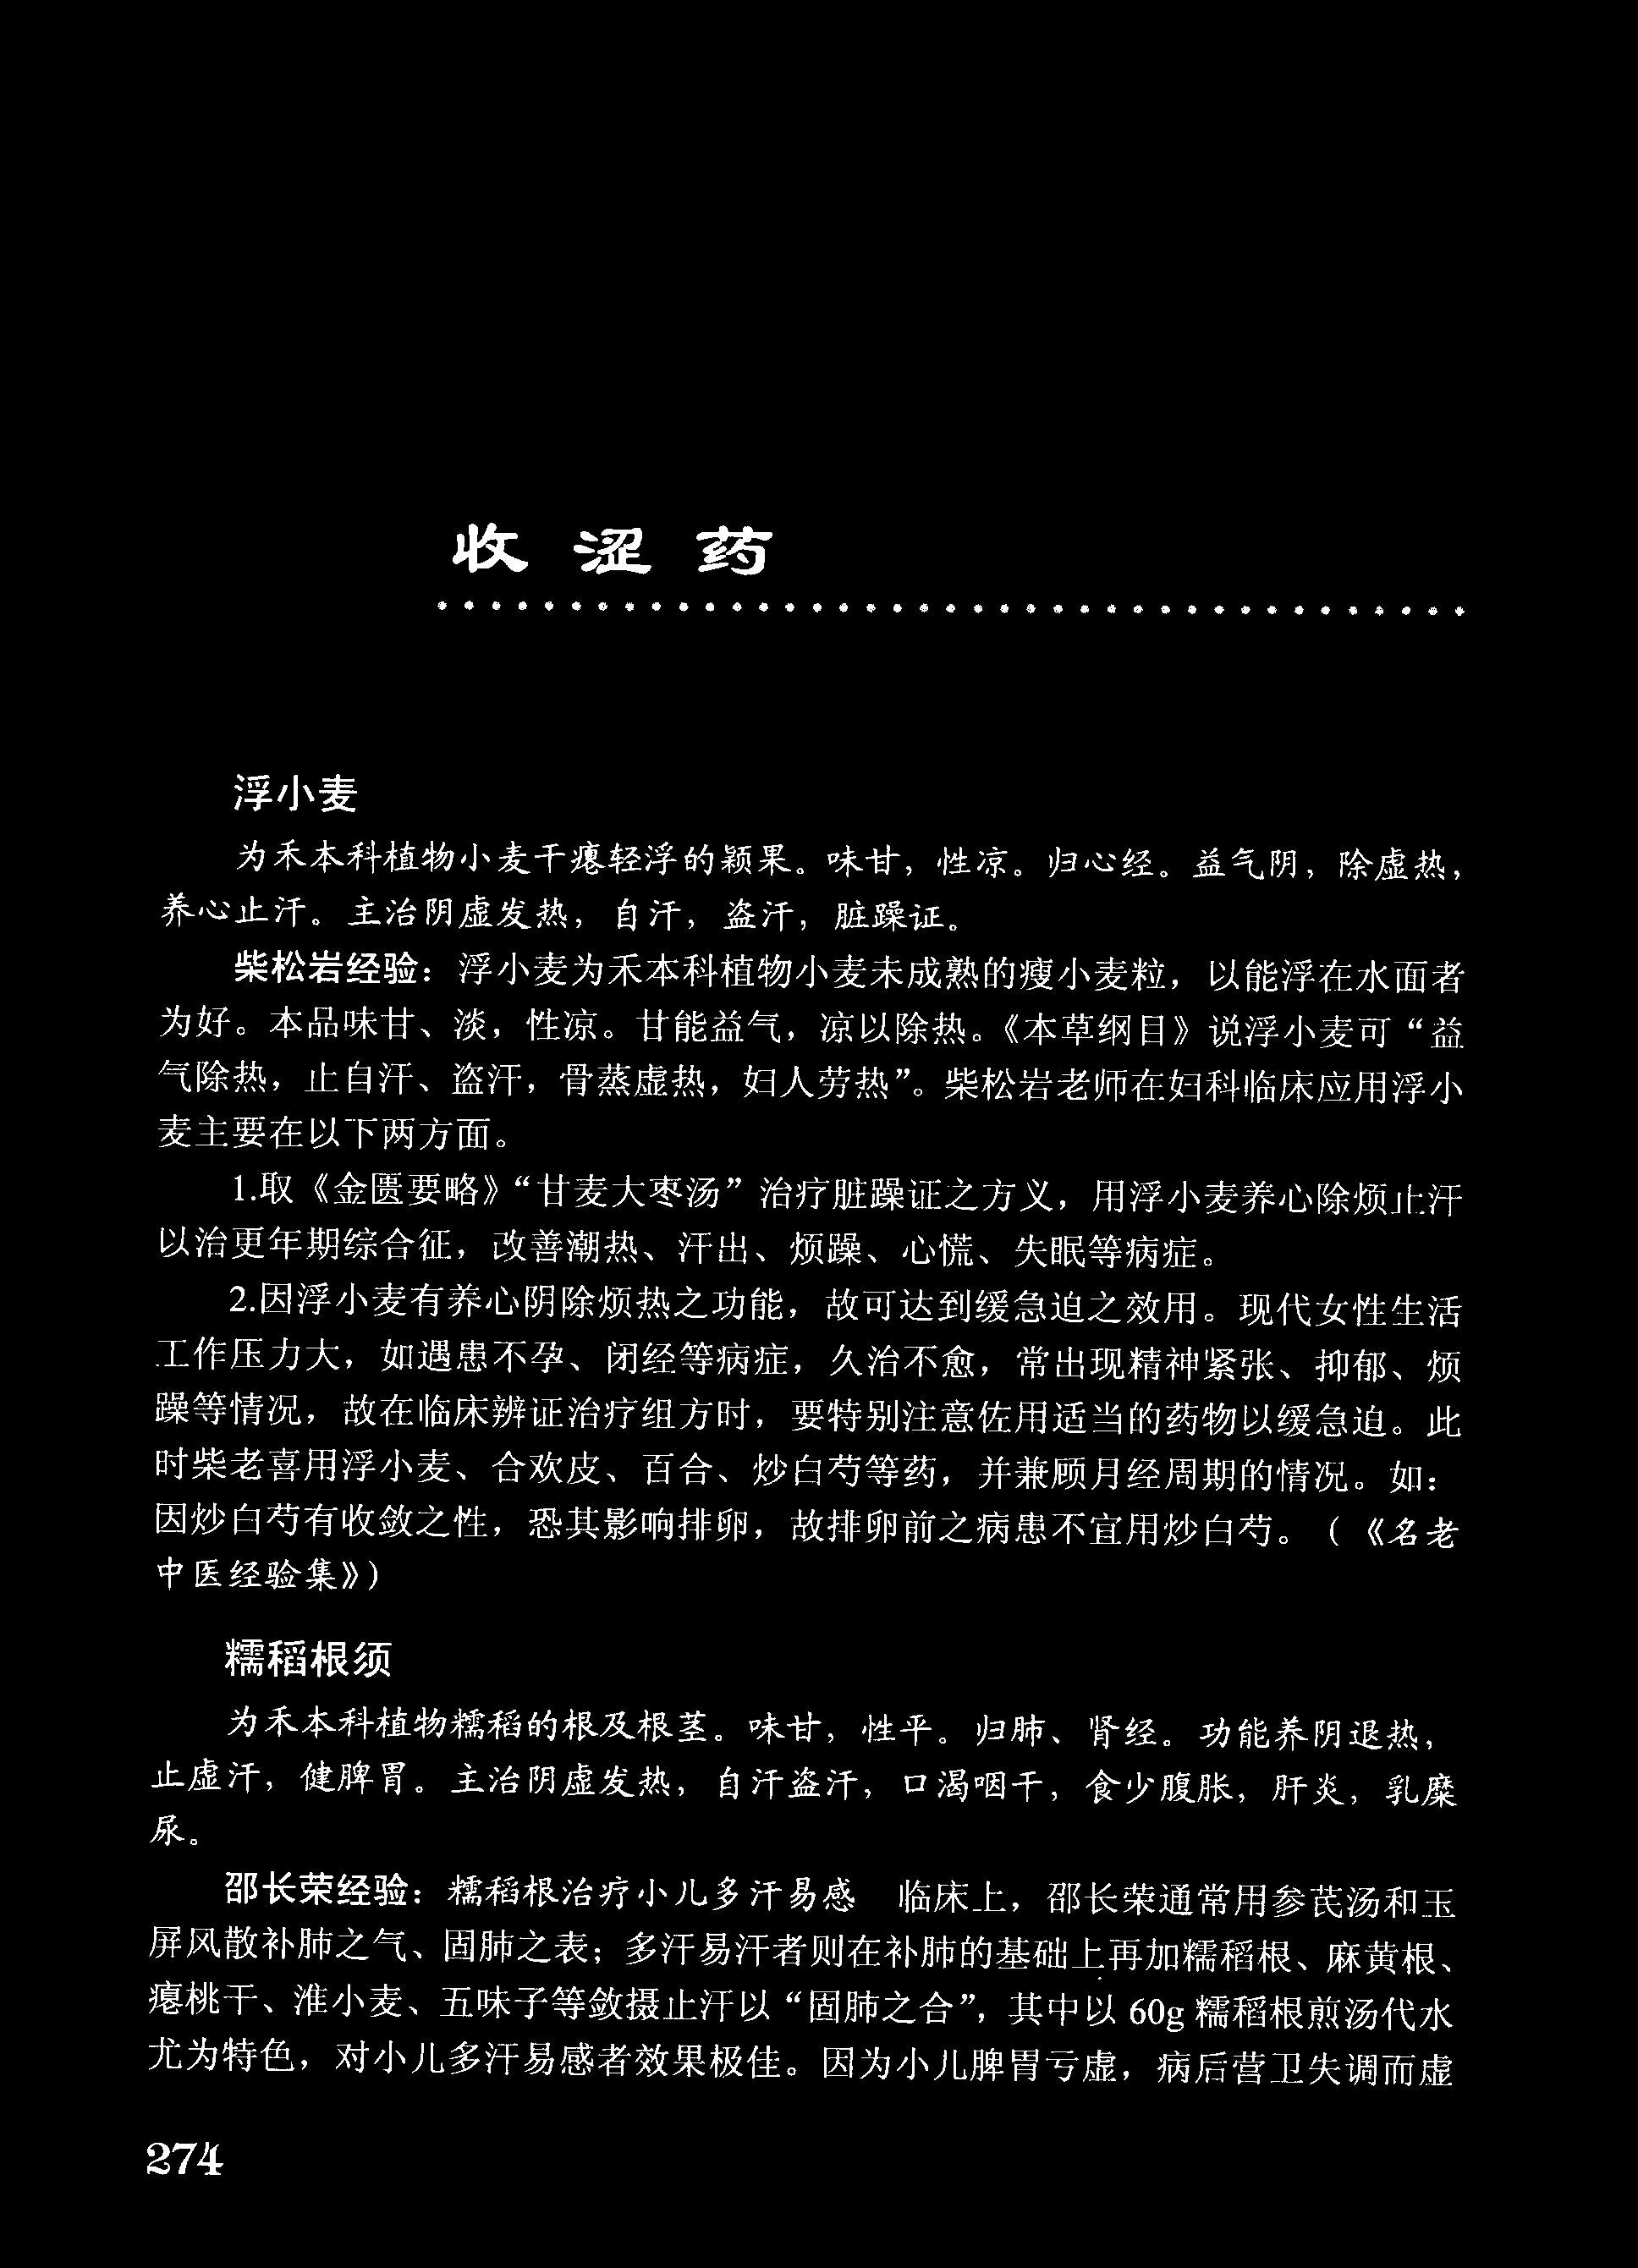 收 涩 药
浮小麦
为禾本科植物小麦干瘪轻浮的颖果。味甘，性凉。归心经。益气阴，除虚热，
养心止汗。主治阴虚发热，自汗，盗汗，脏躁证。
柴松岩经验：浮小麦为禾本科植物小麦未成熟的瘦小麦粒，以能浮在水面者
为好。本品味甘、淡，性凉。甘能益气，凉以除热。《本草纲目》说浮小麦可“益
气除热，止自汗、盗汗，骨蒸虚热，妇人劳热”。柴松岩老师在妇科临床应用浮小
麦主要在以下两方面。
1.取《金匮要略》“甘麦大枣汤”治疗脏躁证之方义，用浮小麦养心除烦止汗
以治更年期综合征，改善潮热、汗出、烦躁、心慌、失眠等病症。
2.因浮小麦有养心阴除烦热之功能，故可达到缓急迫之效用。现代女性生活
工作压力大，如遇患不孕、闭经等病症，久治不愈，常出现精神紧张、抑郁、烦
躁等情况，故在临床辨证治疗组方时，要特别注意佐用适当的药物以缓急迫。此
时柴老喜用浮小麦、合欢皮、百合、炒白芍等药，并兼顾月经周期的情况。如：
因炒白芍有收敛之性，恐其影响排卵，故排卵前之病患不宜用炒白芍。（《名老
中医经验集》）
糯稻根须
为禾本科植物糯稻的根及根茎。味甘，性平。归肺、肾经。功能养阴退热，
止虚汗，健脾胃。主治阴虚发热，自汗盗汗，口渴咽干，食少腹胀，肝炎，乳糜
尿。
邵长荣经验：糯稻根治疗小儿多汗易感　临床上，邵长荣通常用参芪汤和玉
屏风散补肺之气、固肺之表；多汗易汗者则在补肺的基础上再加糯稻根、麻黄根、
瘪桃干、淮小麦、五味子等敛摄止汗以“固肺之合”，其中以 60g 糯稻根煎汤代水
尤为特色，对小儿多汗易感者效果极佳。因为小儿脾胃亏虚，病后营卫失调而虚
274